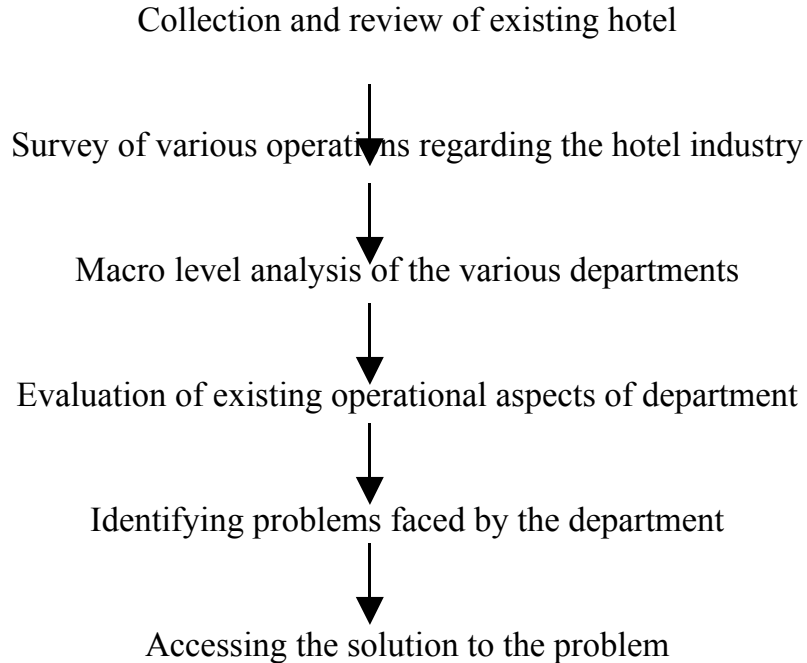 Collection and review of existing hotel
Survey of various operations regarding the hotel industry
Macro level analysis of the various departments
Evaluation of existing operational aspects of department
Identifying problems faced by the department
Accessing the solution to the problem